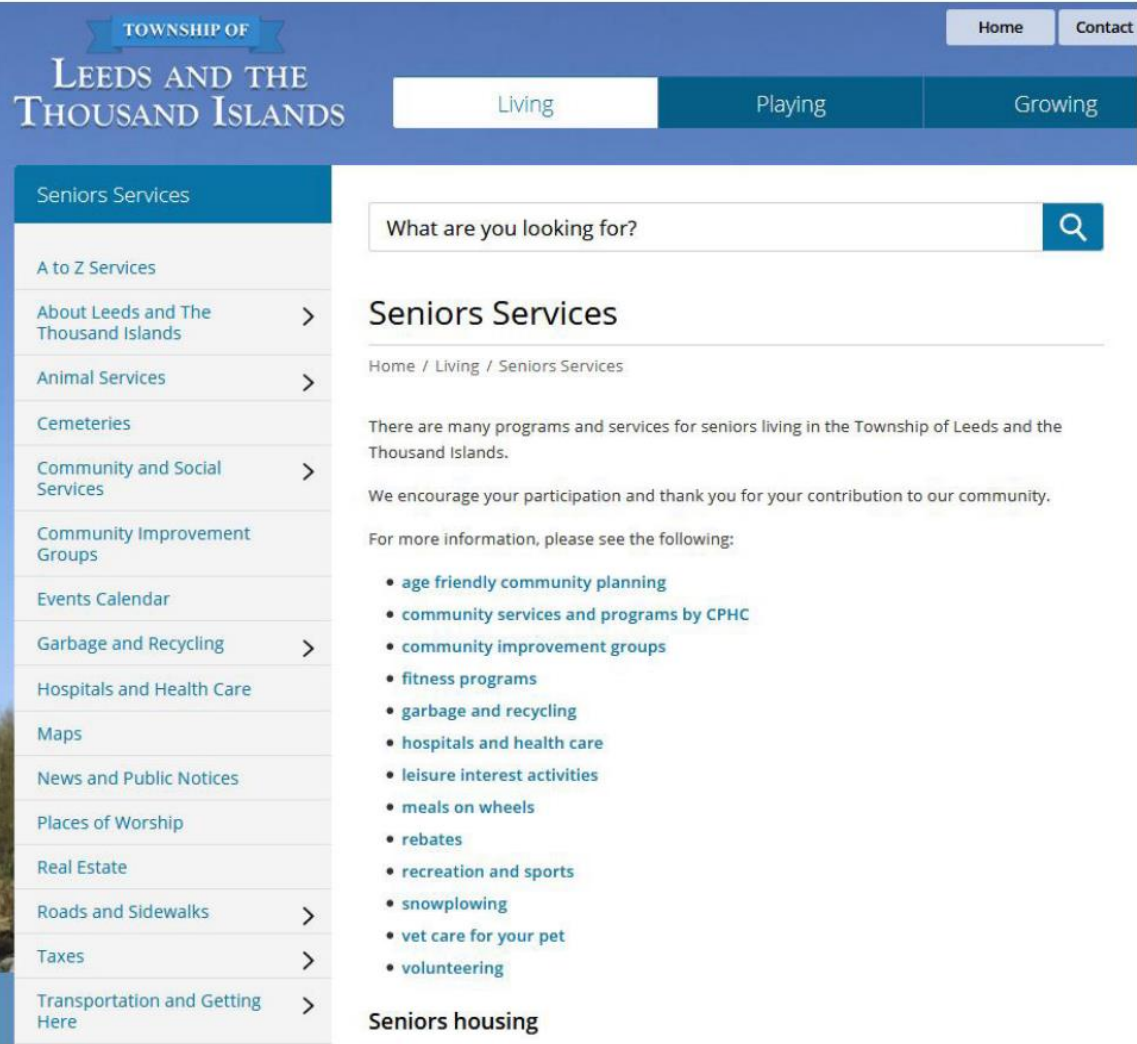 TOWNSHIP OF
LEEDS AND THE
THOUSAND ISLANDS
Home
Contact
Living
Playing
Growing
Seniors Services
A to Z Services
About Leeds and The
Thousand Islands
Animal Services
Cemeteries
Community and Social
Services
Community Improvement
Groups
Events Calendar
Garbage and Recycling
Hospitals and Health Care
Maps
News and Public Notices
Places of Worship
Real Estate
Roads and Sidewalks
Taxes
Transportation and Getting
Here
What are you looking for?
Seniors Services
Home / Living / Seniors Services
There are many programs and services for seniors living in the Township of Leeds and the
Thousand Islands.
We encourage your participation and thank you for your contribution to our community.
For more information, please see the following:
• age friendly community planning
• community services and programs by CPHC
• community improvement groups
• fitness programs
• garbage and recycling
• hospitals and health care
• leisure interest activities
• meals on wheels
• rebates
• recreation and sports
• snowplowing
• vet care for your pet
• volunteering
Seniors housing